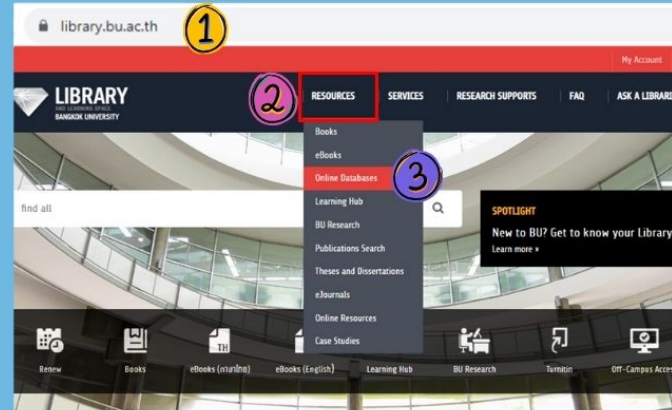 library.bu.ac.th
1
My Account
LIBRARY
AND LEARNING SPACE
BANGKOK UNIVERSITY
2
RESOURCES
SERVICES
RESEARCH SUPPORTS
FAQ
ASK A LIBRARI
Books
eBooks
Online Databases
3
Learning Hub
BU Research
Publications Search
Theses and Dissertations
eJournals
Online Resources
Case Studies
find all
SPOTLIGHT
New to BU? Get to know your Library
Learn more »
TH
Renew
Books
eBooks (ภาษาไทย)
eBooks (English)
Learning Hub
BU Research
Turnitin
Off-Campus Acces